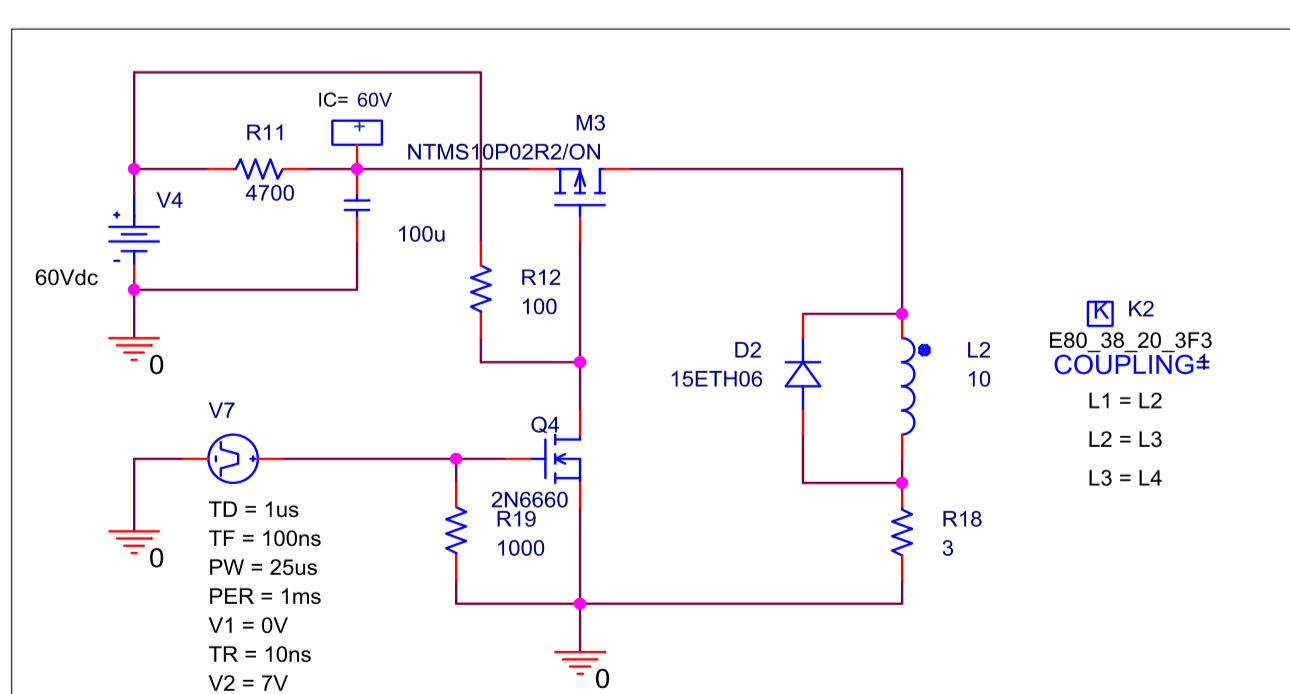 IC= 60V
R11
4700
M3
NTMS10P02R2/ON
V4
100u
60Vdc
R12
100
0
K K2
E80_38_20_3F3
COUPLING=1
L1 = L2
L2 = L3
L3 = L4
D2
15ETH06
L2
10
V7
Q4
2N6660
R19
1000
R18
3
0
TD = 1us
TF = 100ns
PW = 25us
PER = 1ms
V1 = 0V
TR = 10ns
V2 = 7V
0